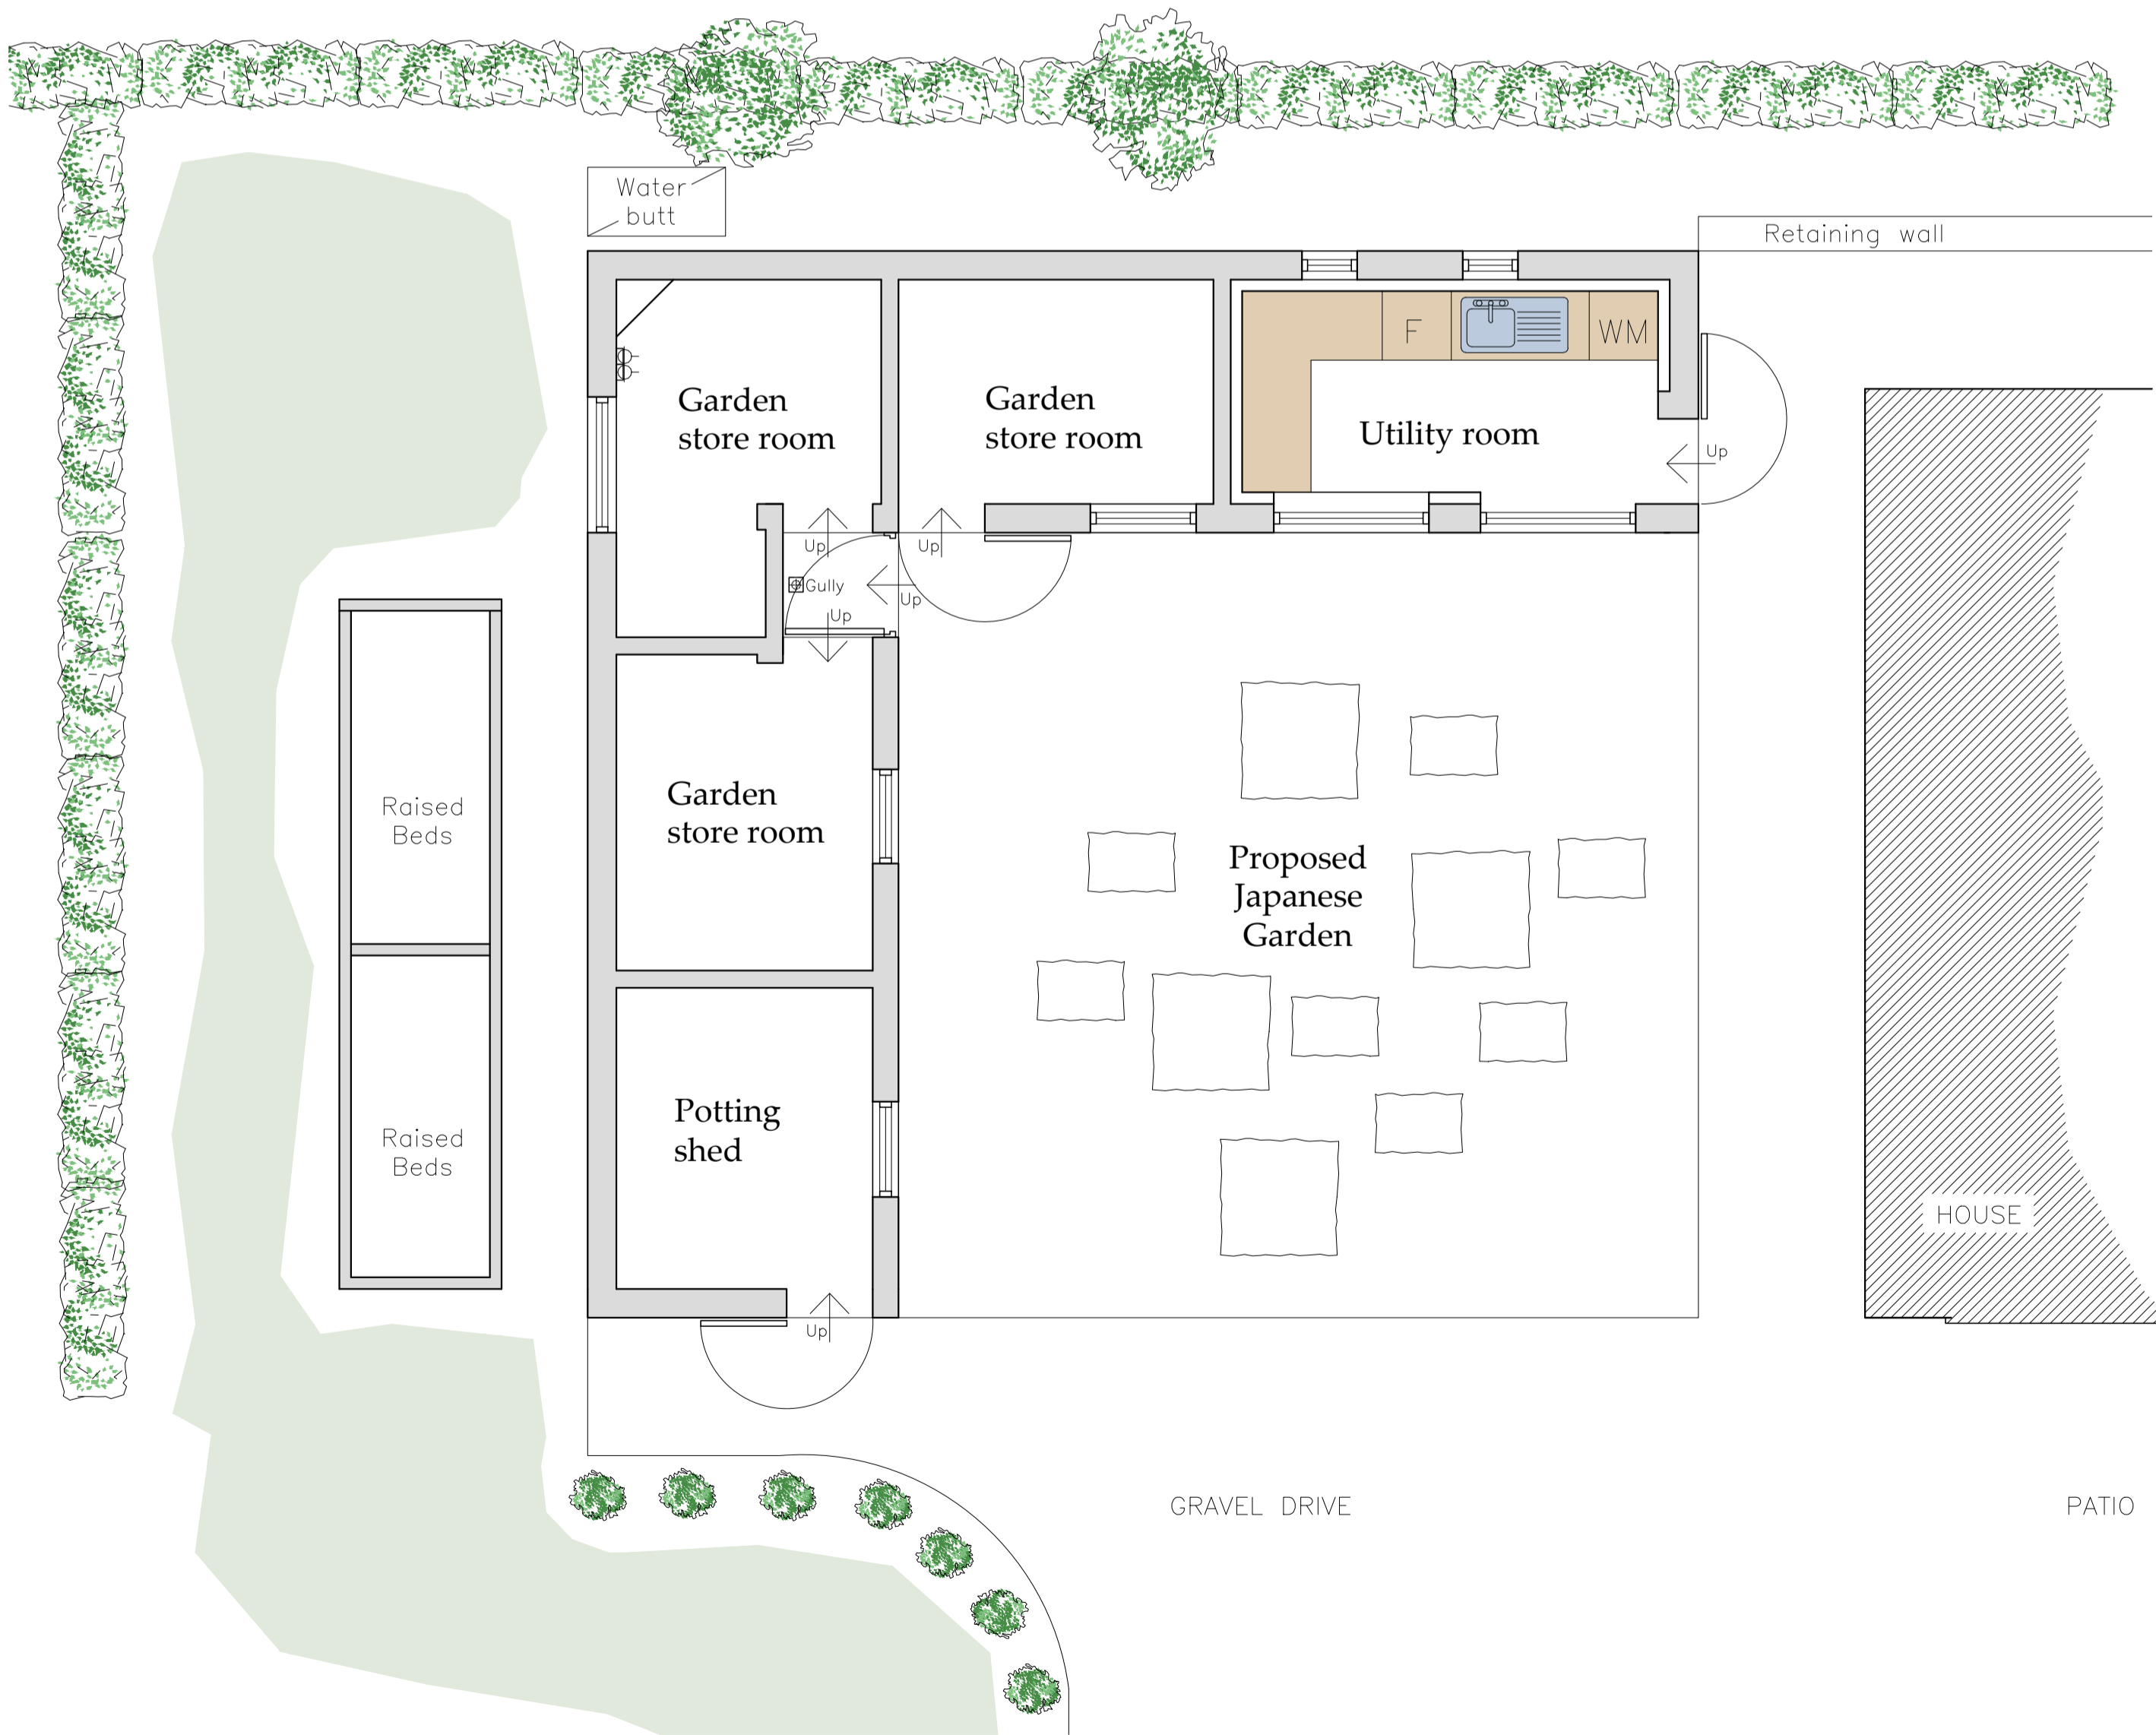 Water
butt
Retaining wall
F
WM
Garden
store room
Garden
store room
Utility room
Up
Up
Up
Gully
Up
Up
Raised
Beds
Garden
store room
Proposed
Japanese
Garden
Potting
shed
Raised
Beds
HOUSE
Up
GRAVEL DRIVE
PATIO